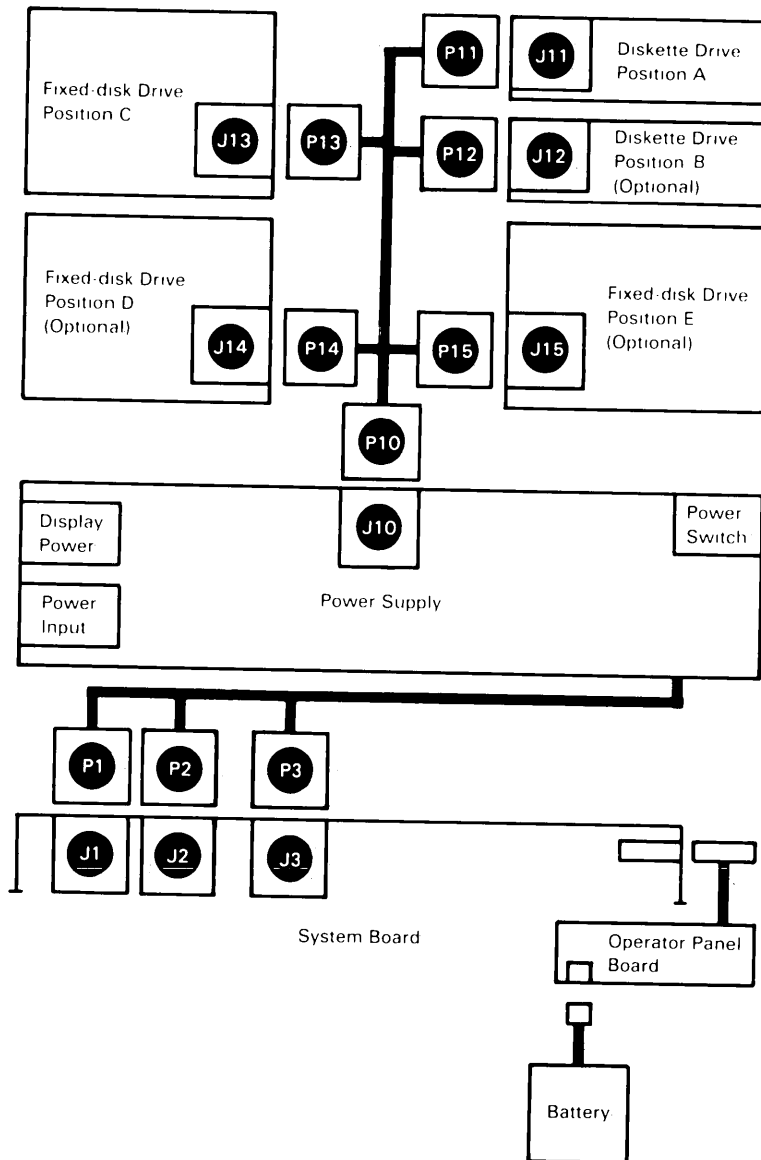 Fixed-disk Drive
Position C
J13
P13
P11
J11
Diskette Drive
Position A
P12
J12
Diskette Drive
Position B
(Optional)
Fixed-disk Drive
Position D
(Optional)
J14
P14
P15
J15
Fixed-disk Drive
Position E
(Optional)
P10
J10
Display
Power
Power
Switch
Power
Input
Power Supply
P1
P2
P3
J1
J2
J3
System Board
Operator Panel
Board
Battery